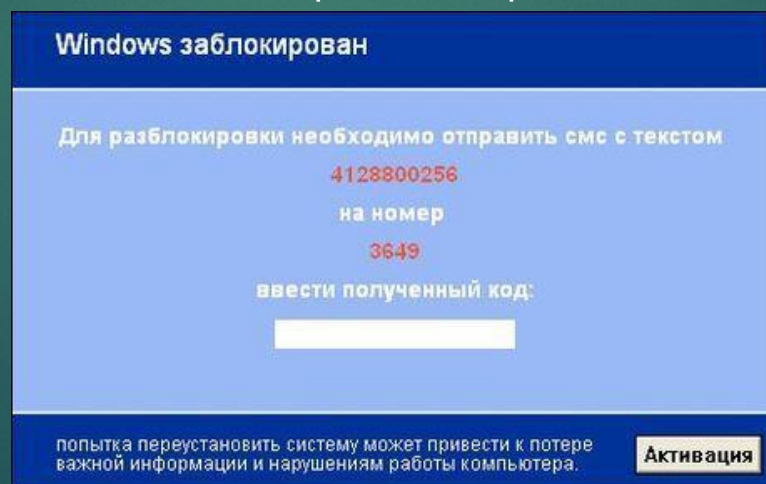 Windows заблокирован
Для разблокировки необходимо отправить смс с текстом
4128800256
на номер
3649
ввести полученный код:
попытка переустановить систему может привести к потере
важной информации и нарушениям работы компьютера.
Активация